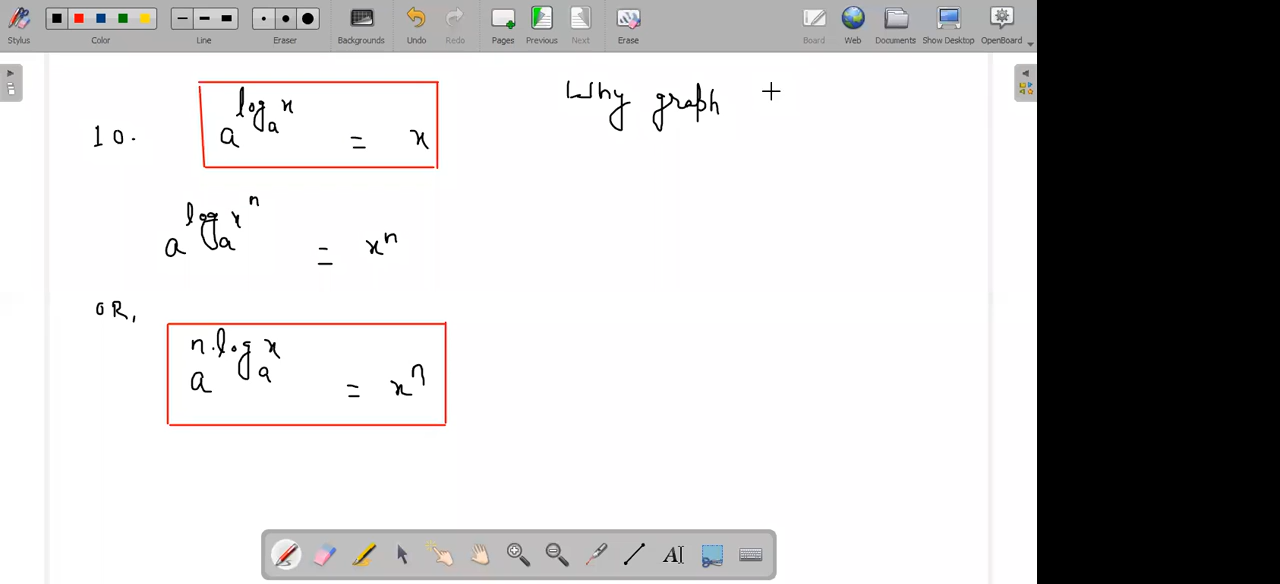 Stylus Color Line Eraser Backgrounds Undo Redo Pages Previous Next Erase Board Web Documents Show Desktop OpenBoard
10. a^{log_a x} = x
Why graph
a^{log_a x^n} = x^n
OR,
a^{n.log_a x} = x^n